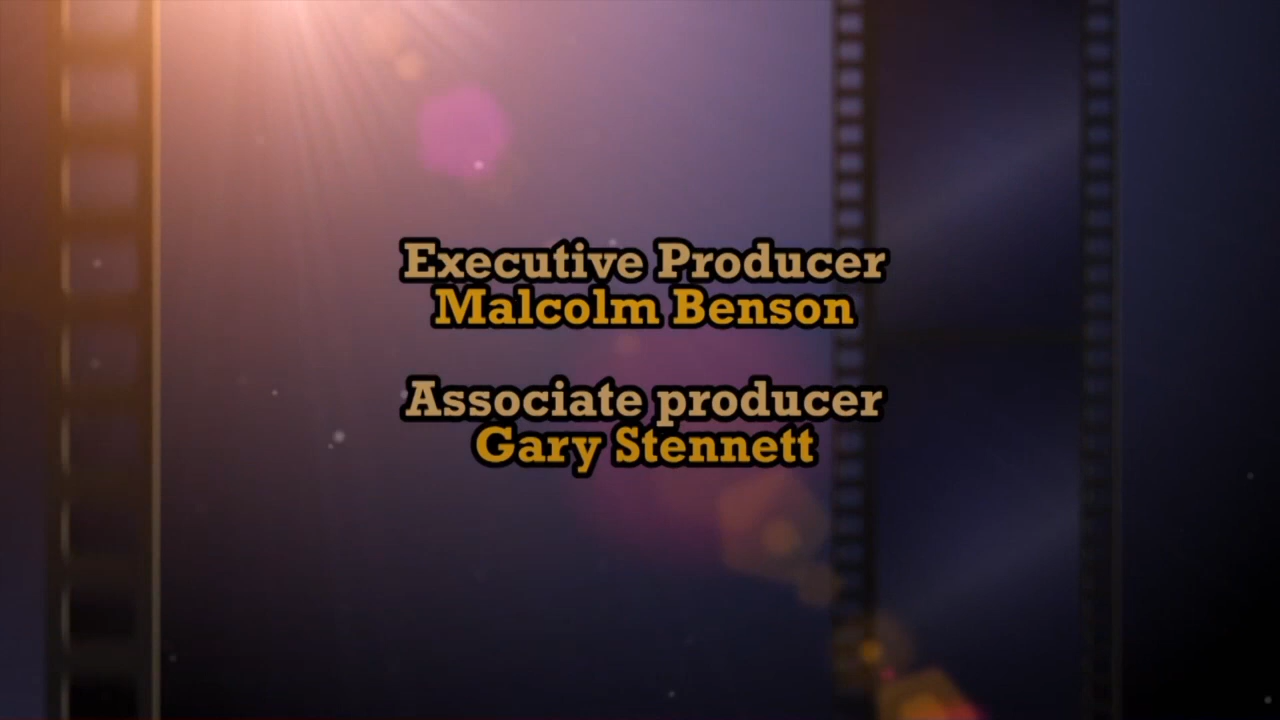 Executive Producer
Malcolm Benson
Associate producer
Gary Stennett